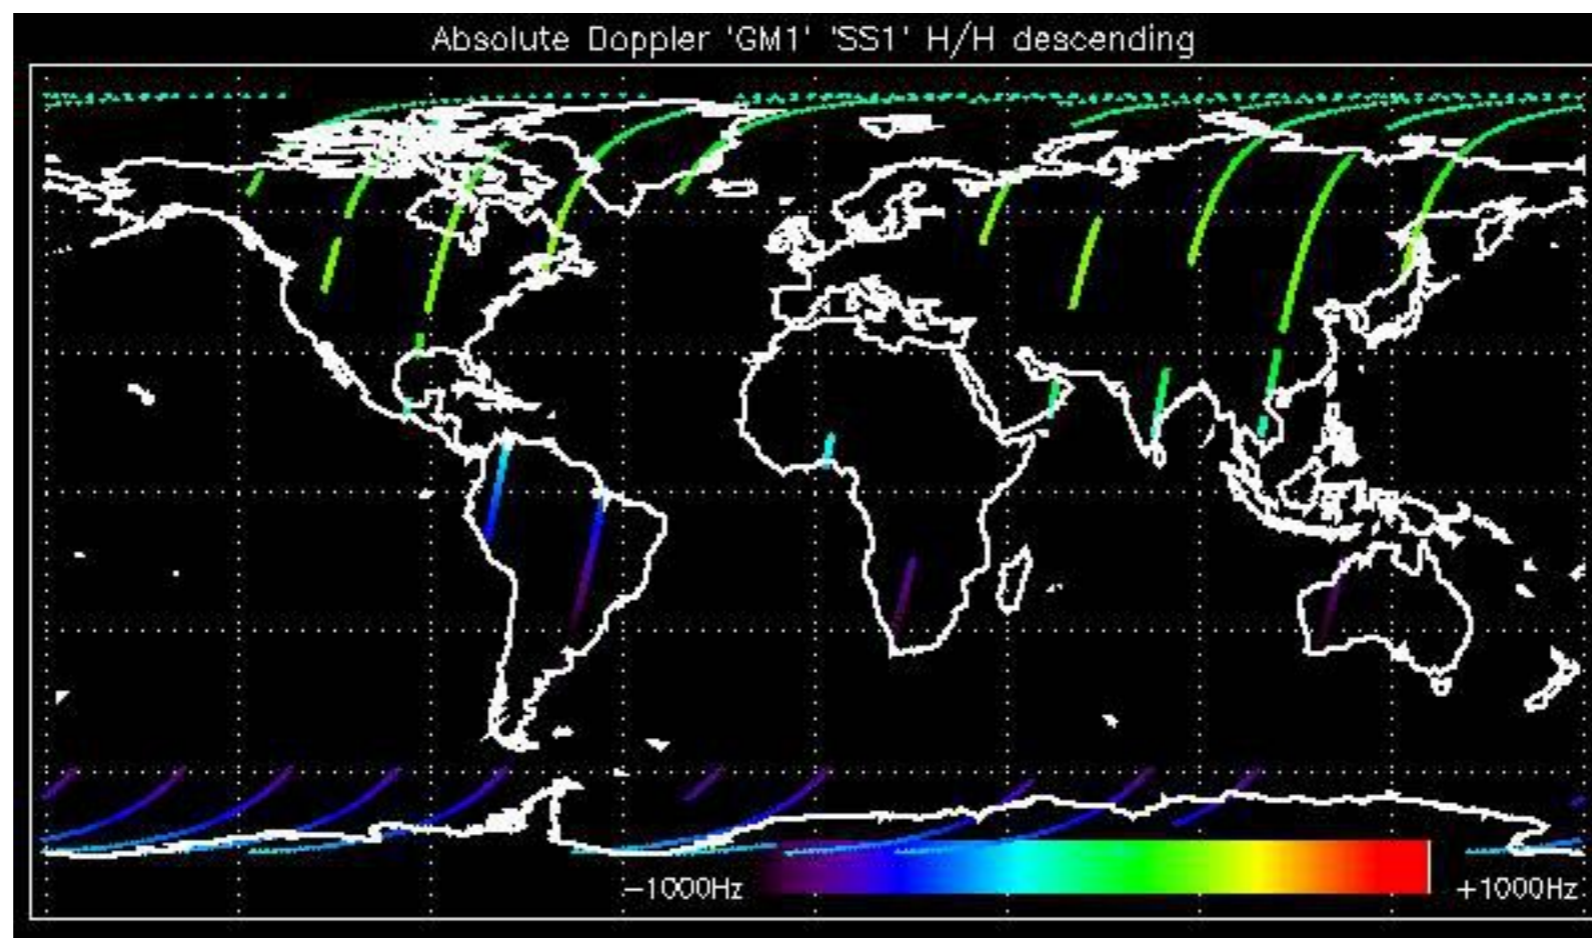 Absolute Doppler 'GM1' 'SS1' H/H descending
-1000Hz +1000Hz